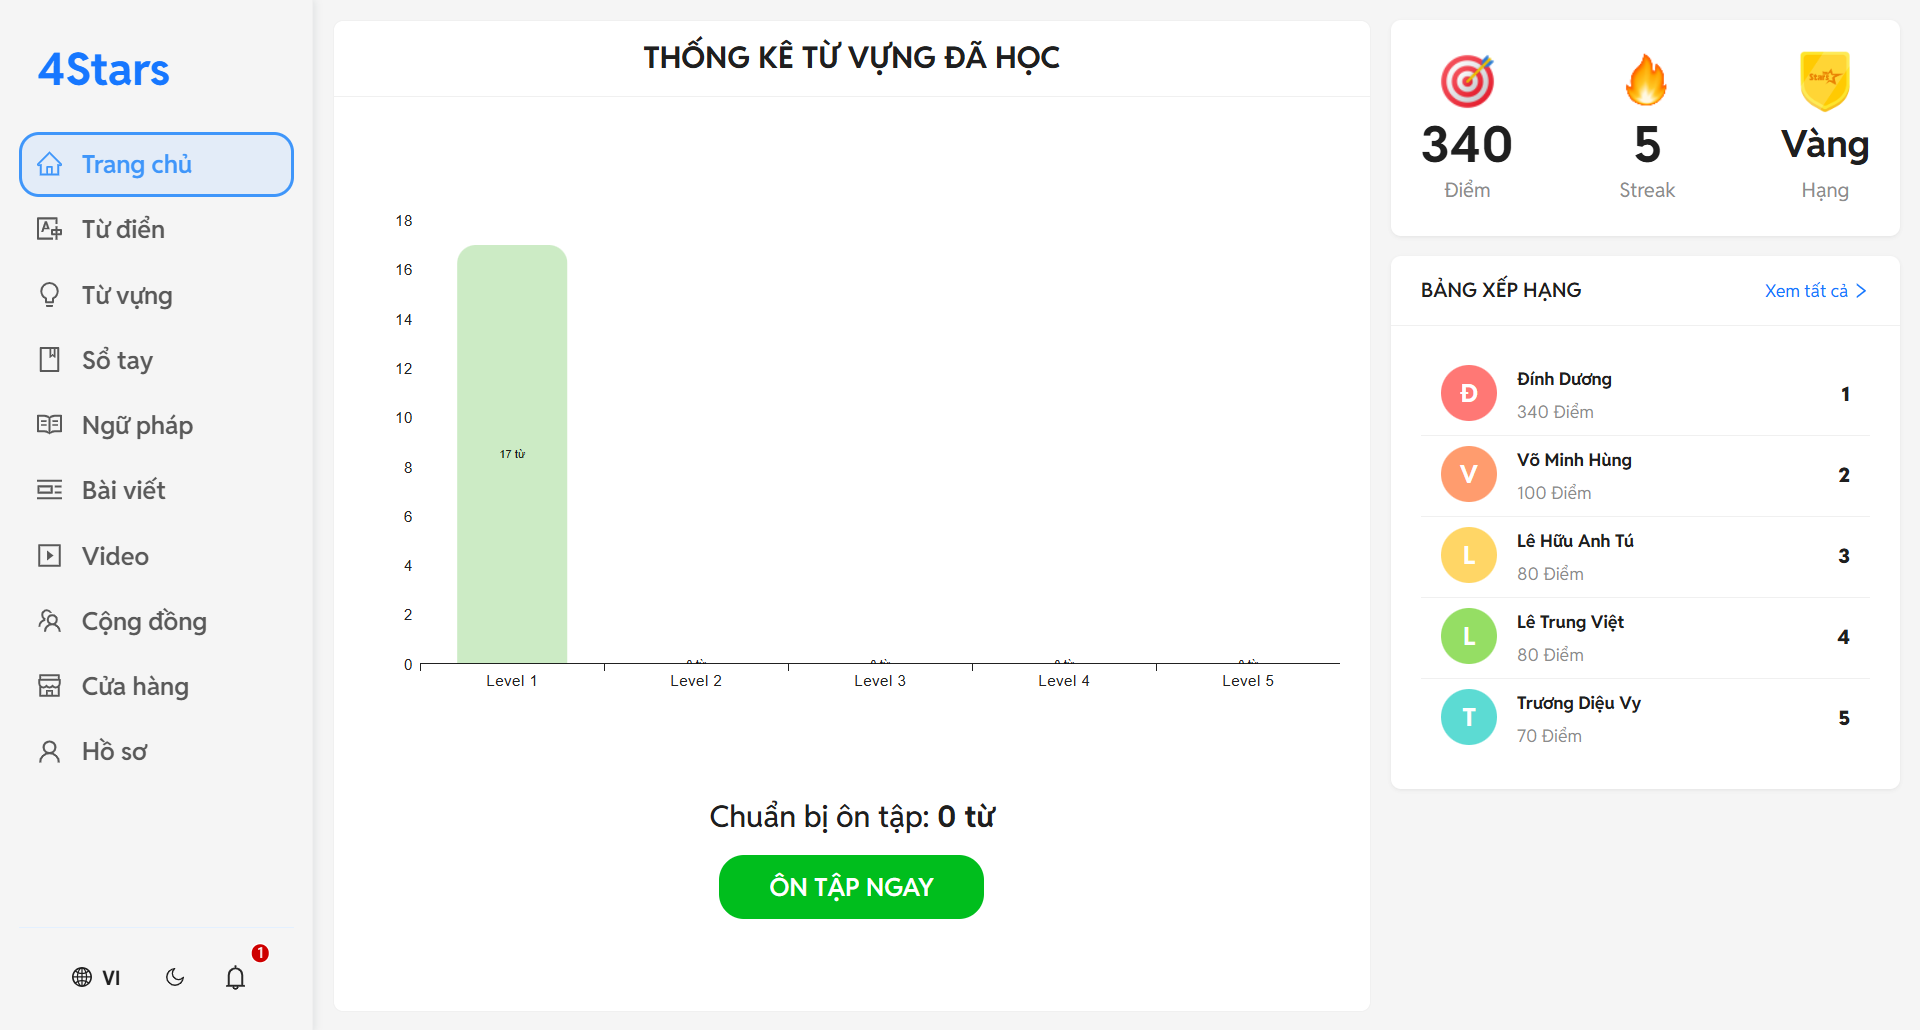 4Stars
Trang chủ
Từ điển
Từ vựng
Sổ tay
Ngữ pháp
Bài viết
Video
Cộng đồng
Cửa hàng
Hồ sơ
VI
1
THỐNG KÊ TỪ VỰNG ĐÃ HỌC
18
16
14
12
10
8
6
4
2
0
17 từ
Level 1
Level 2
Level 3
Level 4
Level 5
Chuẩn bị ôn tập: 0 từ
ÔN TẬP NGAY
Star
340
Điểm
5
Streak
Vàng
Hạng
BẢNG XẾP HẠNG
Xem tất cả
Đ
Đính Dương
340 Điểm
1
V
Võ Minh Hùng
100 Điểm
2
L
Lê Hữu Anh Tú
80 Điểm
3
L
Lê Trung Việt
80 Điểm
4
T
Trương Diệu Vy
70 Điểm
5